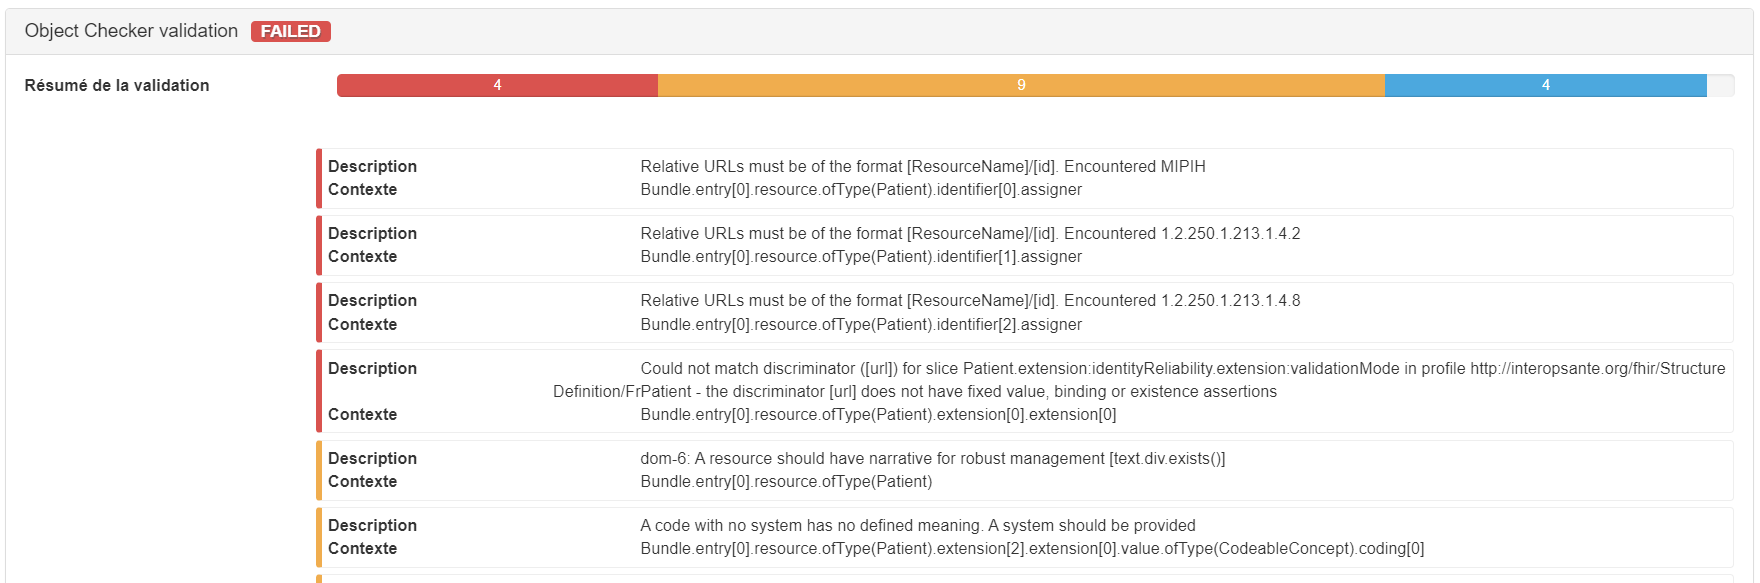 Object Checker validation FAILED
Résumé de la validation 4 9 4
Description Relative URLs must be of the format [ResourceName]/[id]. Encountered MIPIH
Contexte Bundle.entry[0].resource.ofType(Patient).identifier[0].assigner
Description Relative URLs must be of the format [ResourceName]/[id]. Encountered 1.2.250.1.213.1.4.2
Contexte Bundle.entry[0].resource.ofType(Patient).identifier[1].assigner
Description Relative URLs must be of the format [ResourceName]/[id]. Encountered 1.2.250.1.213.1.4.8
Contexte Bundle.entry[0].resource.ofType(Patient).identifier[2].assigner
Description Could not match discriminator ([url]) for slice Patient.extension:identityReliability.extension:validationMode in profile http://interopsante.org/fhir/Structure
Definition/FrPatient - the discriminator [url] does not have fixed value, binding or existence assertions
Contexte Bundle.entry[0].resource.ofType(Patient).extension[0].extension[0]
Description dom-6: A resource should have narrative for robust management [text.div.exists()]
Contexte Bundle.entry[0].resource.ofType(Patient)
Description A code with no system has no defined meaning. A system should be provided
Contexte Bundle.entry[0].resource.ofType(Patient).extension[2].extension[0].value.ofType(CodeableConcept).coding[0]